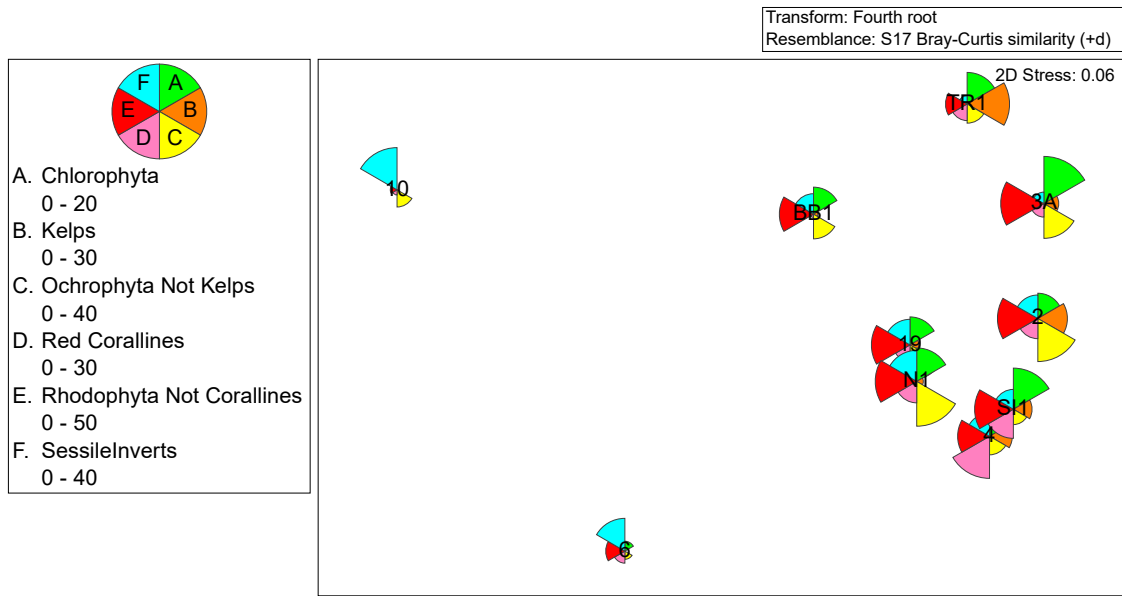 Transform: Fourth root
Resemblance: S17 Bray-Curtis similarity (+d)
2D Stress: 0.06
F A
E B
D C
A. Chlorophyta
0 - 20
B. Kelps
0 - 30
C. Ochrophyta Not Kelps
0 - 40
D. Red Corallines
0 - 30
E. Rhodophyta Not Corallines
0 - 50
F. SessileInverts
0 - 40
TR1
10
3A
BB1
2
19
N1
SI1
4
6